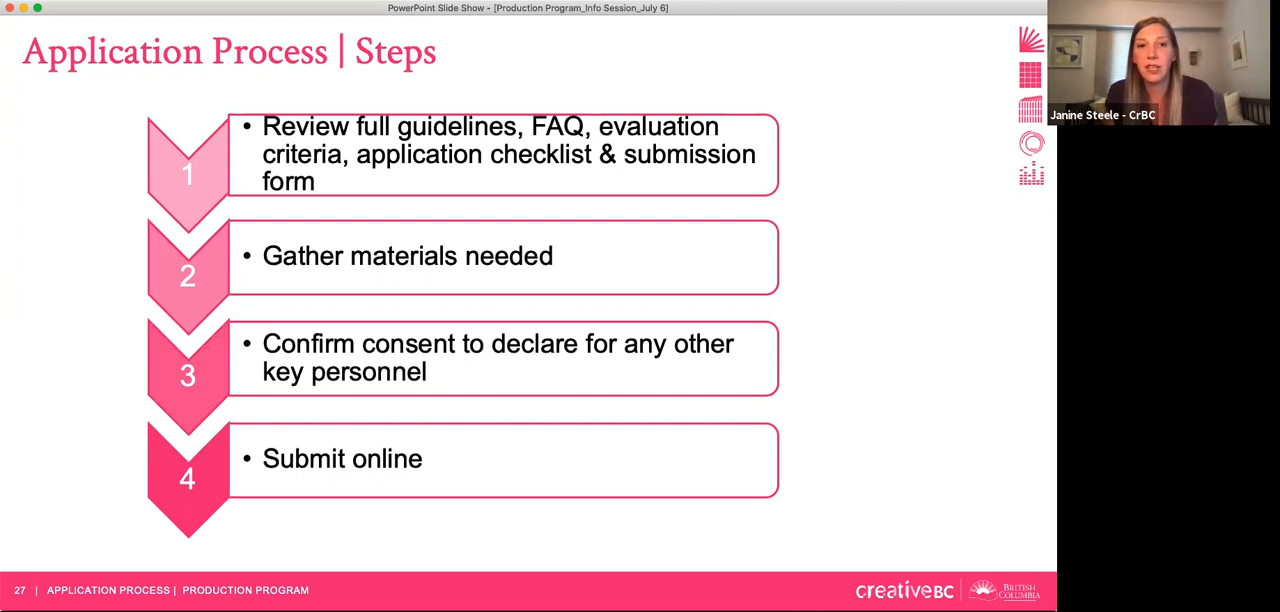 PowerPoint Slide Show - [Production Program_Info Session_July 6]
Application Process | Steps
Janine Steele - CrBC
1
• Review full guidelines, FAQ, evaluation
criteria, application checklist & submission
form
2
• Gather materials needed
3
• Confirm consent to declare for any other
key personnel
4
• Submit online
27 | APPLICATION PROCESS | PRODUCTION PROGRAM
creativeBC
BRITISH
COLUMBIA